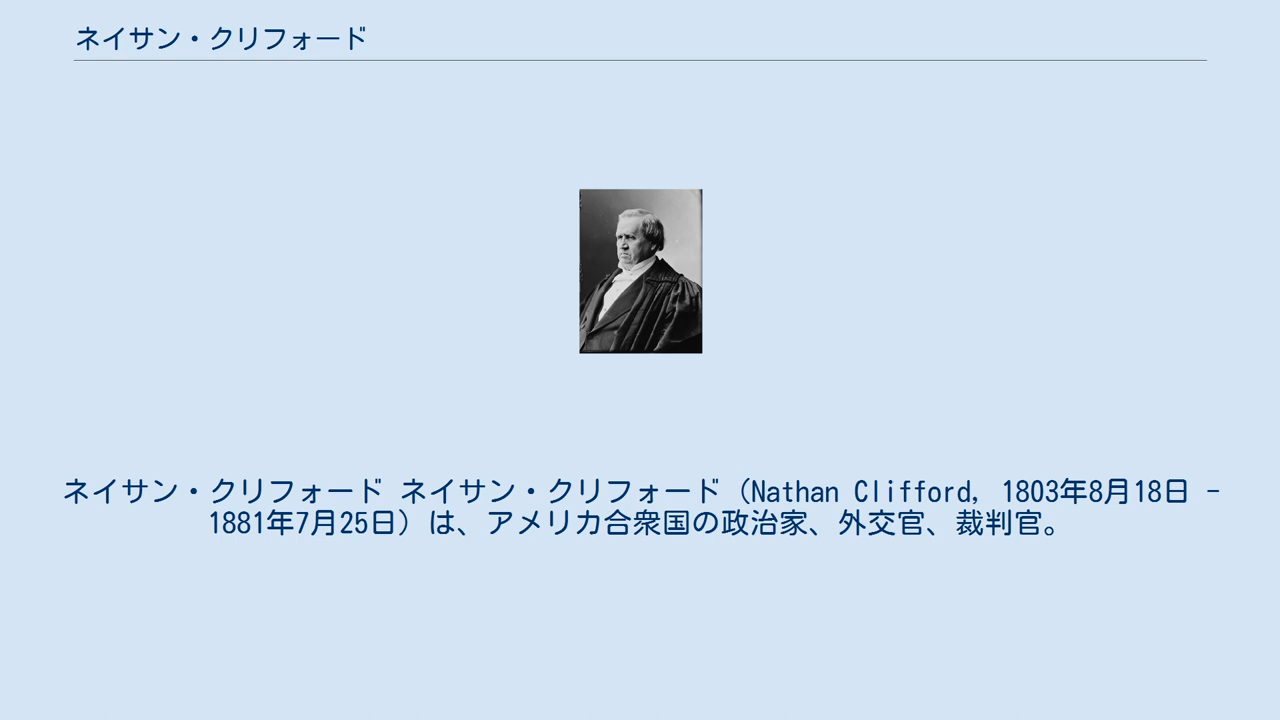 ネイサン・クリフォード
ネイサン・クリフォード ネイサン・クリフォード（Nathan Clifford, 1803年8月18日 -
1881年7月25日）は、アメリカ合衆国の政治家、外交官、裁判官。